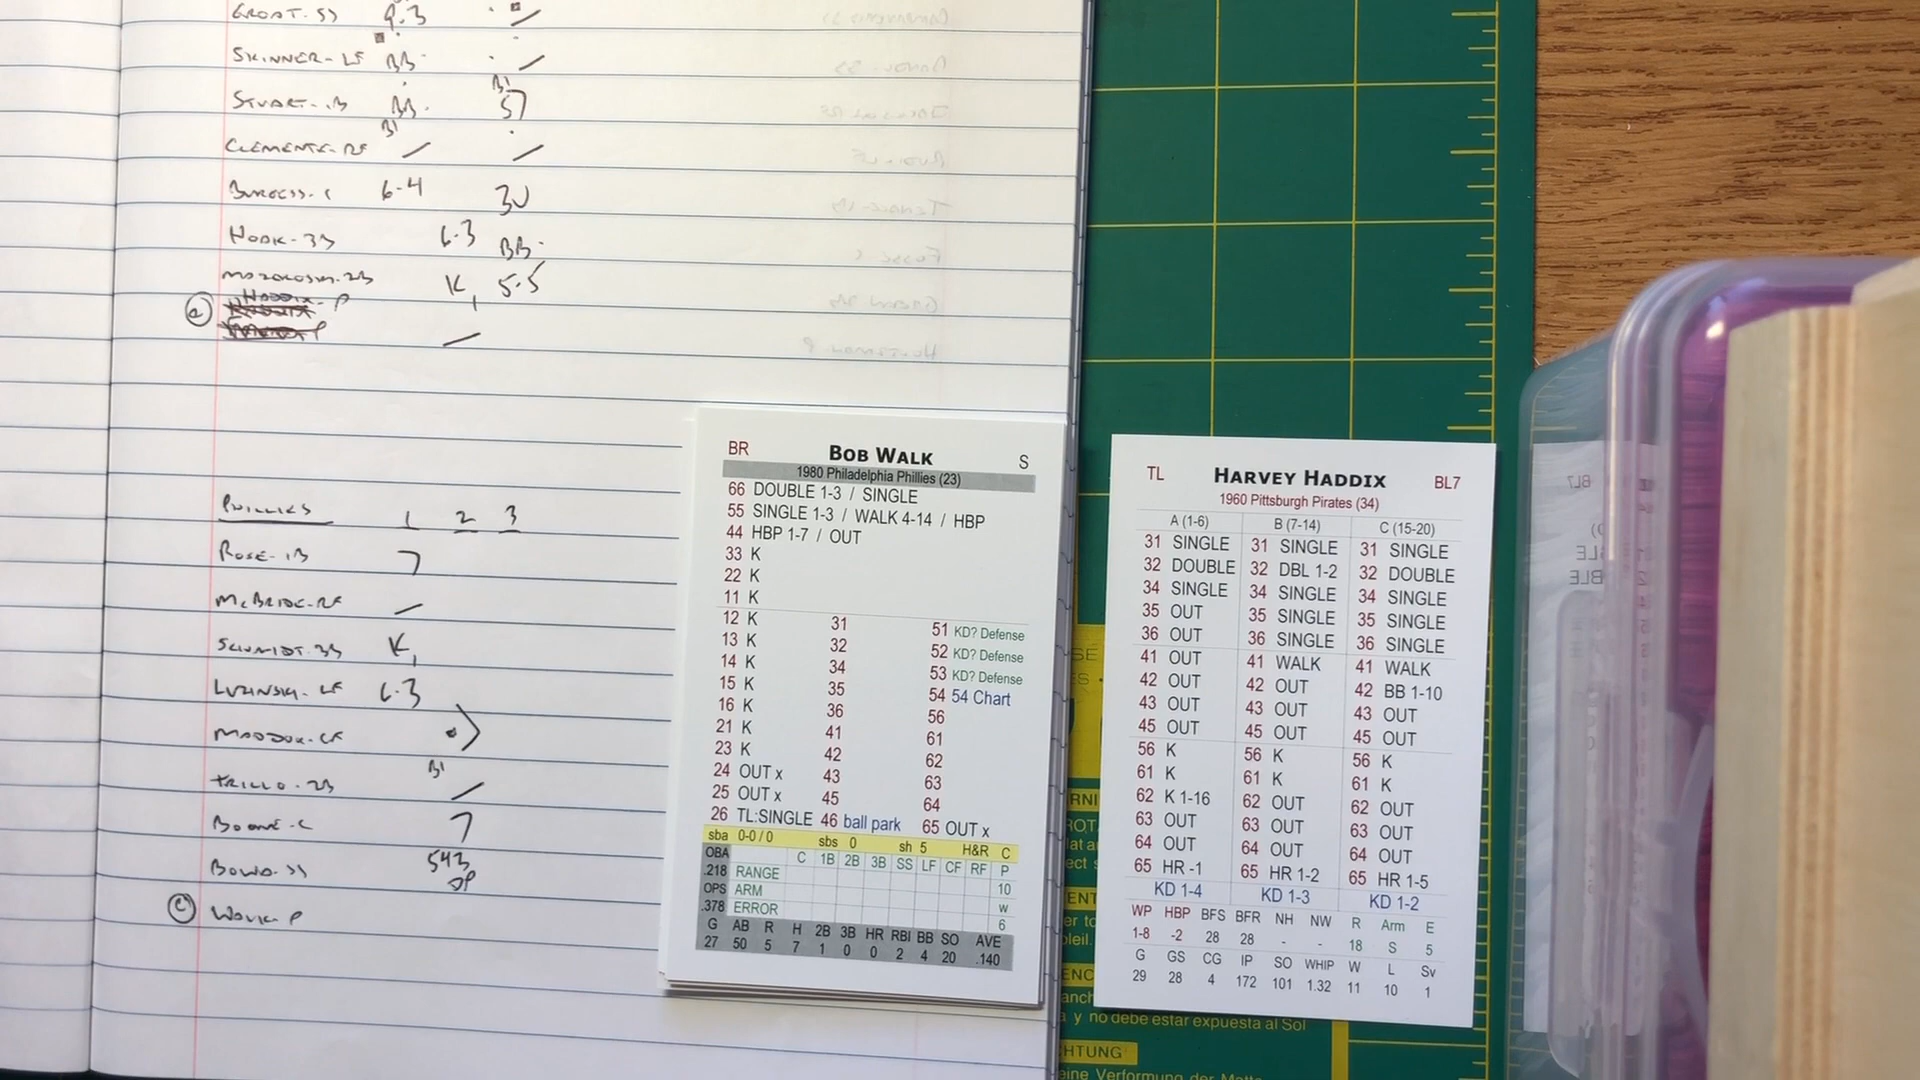 GROAT-SS 9.3
SKINNER-LF BB
STUART-1B BB 57
B1
CLEMENTE-RF
B1
BURGESS-C 6-4 3U
HOAK-3B 6.3 BB
MAZEROSKI-2B K 5-5
HADDIX-P
PHILLIES 1 2 3
ROSE-1B 7
McBRIDE-RF
SCHMIDT-3B K
LUZINSKI-LF 6.3
MADDOX-CF
B1
TRILLO-2B
BOONE-C 7
BOWA-SS 543 DP
C WALK-P
BR BOB WALK S
1980 Philadelphia Phillies (23)
66 DOUBLE 1-3 / SINGLE
55 SINGLE 1-3 / WALK 4-14 / HBP
44 HBP 1-7 / OUT
33 K
22 K
11 K
12 K 31 51 KD? Defense
13 K 32 52 KD? Defense
14 K 34 53 KD? Defense
15 K 35 54 54 Chart
16 K 36 56
21 K 41 61
23 K 42 62
24 OUT x 43 63
25 OUT x 45 64
26 TL:SINGLE 46 ball park 65 OUT x
sba 0-0 / 0 sbs 0 sh 5 H&R C
OBA C 1B 2B 3B SS LF CF RF P
.218 RANGE 10
OPS ARM w
.378 ERROR 6
G AB R H 2B 3B HR RBI BB SO AVE
27 50 5 7 1 0 0 2 4 20 .140
TL HARVEY HADDIX BL7
1960 Pittsburgh Pirates (34)
A (1-6) B (7-14) C (15-20)
31 SINGLE 31 SINGLE 31 SINGLE
32 DOUBLE 32 DBL 1-2 32 DOUBLE
34 SINGLE 34 SINGLE 34 SINGLE
35 OUT 35 SINGLE 35 SINGLE
36 OUT 36 SINGLE 36 SINGLE
41 OUT 41 WALK 41 WALK
42 OUT 42 OUT 42 BB 1-10
43 OUT 43 OUT 43 OUT
45 OUT 45 OUT 45 OUT
56 K 56 K 56 K
61 K 61 K 61 K
62 K 1-16 62 OUT 62 OUT
63 OUT 63 OUT 63 OUT
64 OUT 64 OUT 64 OUT
65 HR -1 65 HR 1-2 65 HR 1-5
KD 1-4 KD 1-3 KD 1-2
WP HBP BFS BFR NH NW R Arm E
1-8 -2 28 28 - - 18 S 5
G GS CG IP SO WHIP W L Sv
29 28 4 172 101 1.32 11 10 1
y no debe estar expuesta al Sol
HTUNG
eine Verformung der Matte